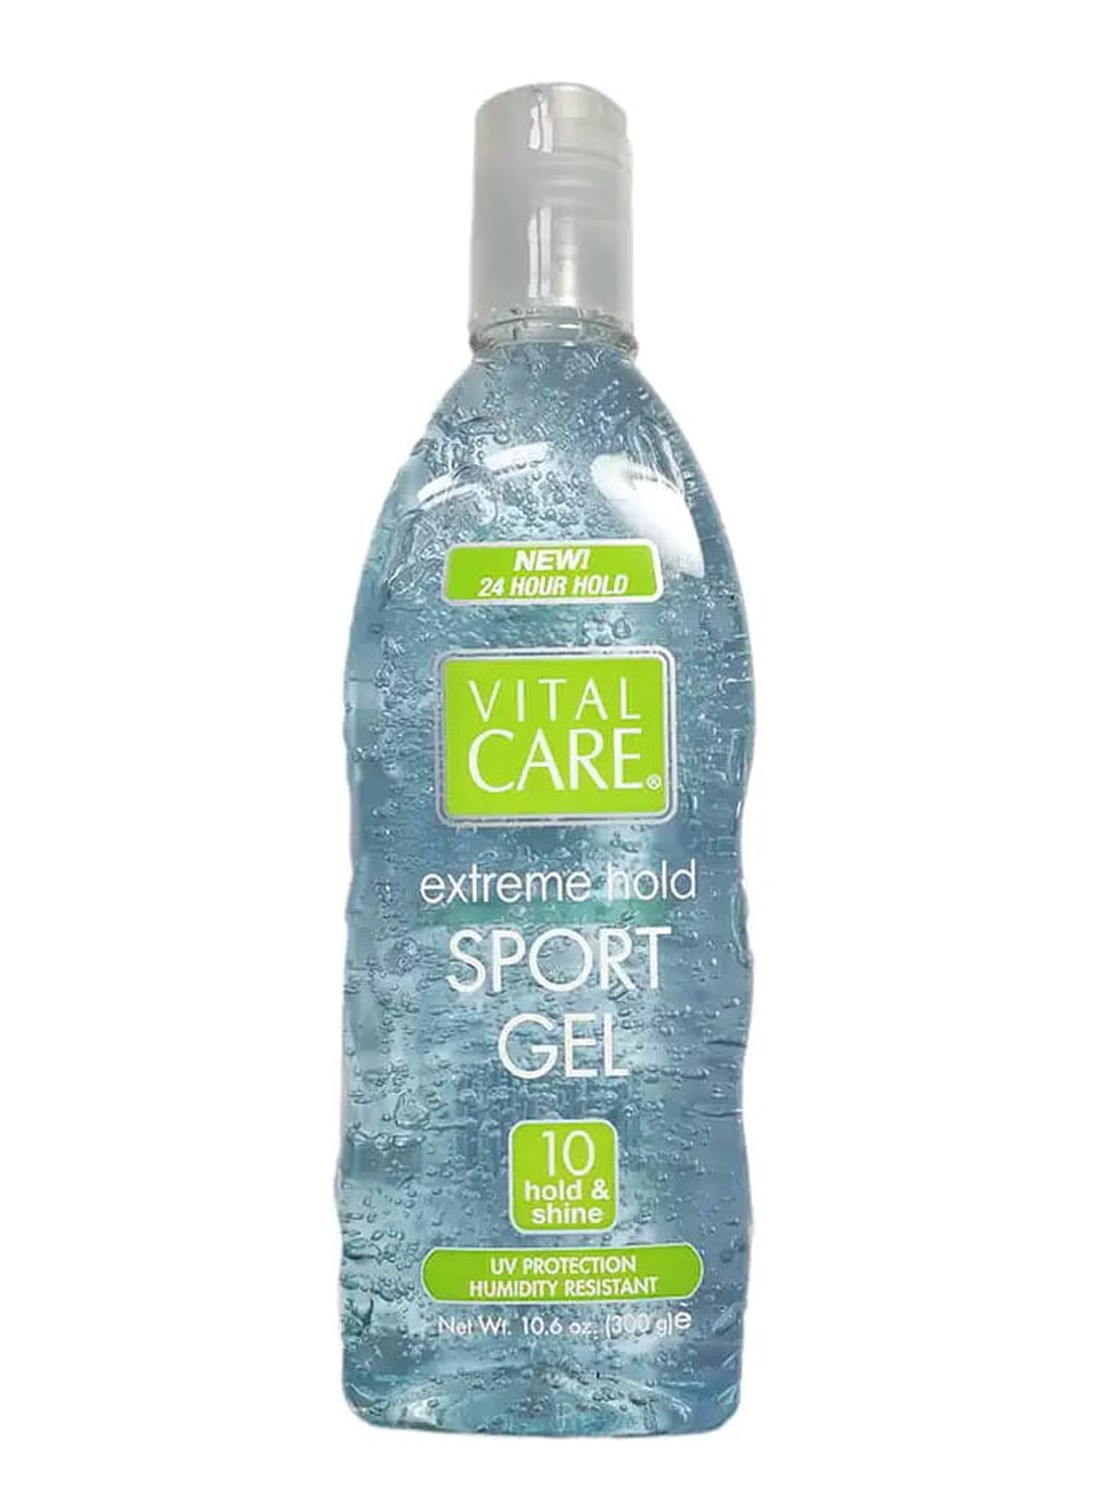 NEW!
24 HOUR HOLD
VITAL
CARE®
extreme hold
SPORT
GEL
10
hold &
shine
UV PROTECTION
HUMIDITY RESISTANT
Net Wt. 10.6 oz. (300 g)e